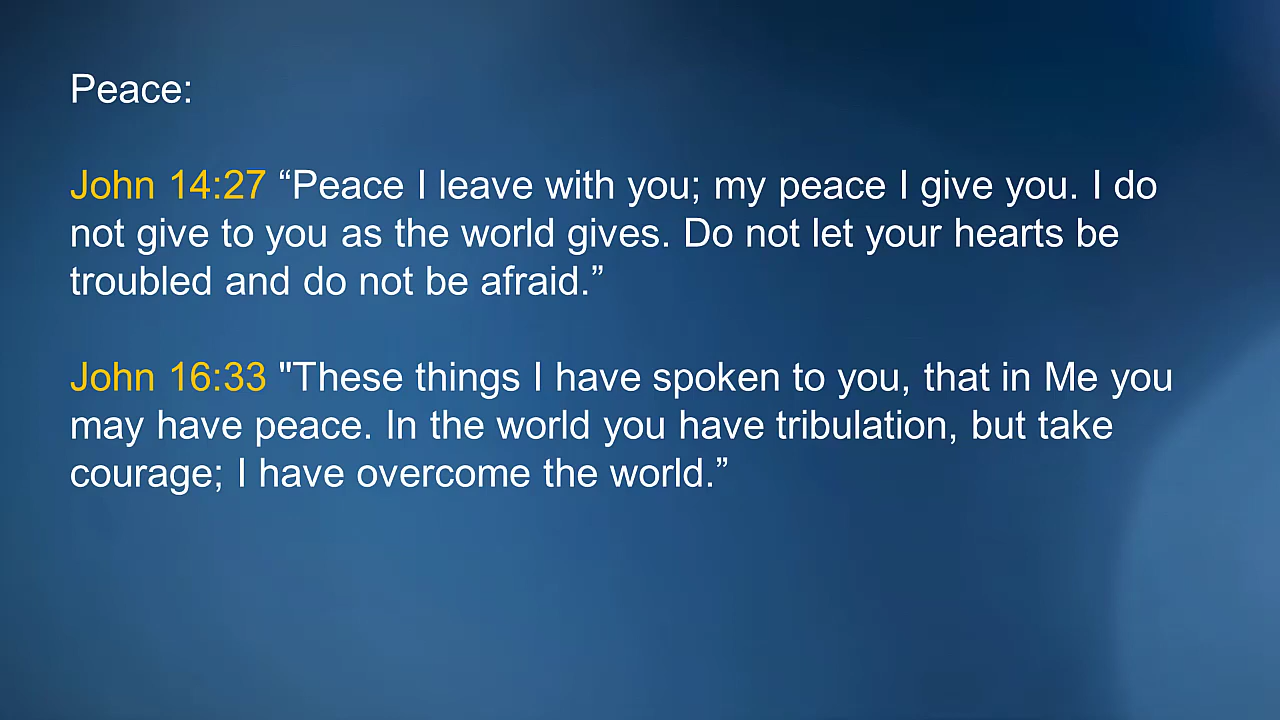 Peace:
John 14:27 “Peace I leave with you; my peace I give you. I do
not give to you as the world gives. Do not let your hearts be
troubled and do not be afraid.”
John 16:33 "These things I have spoken to you, that in Me you
may have peace. In the world you have tribulation, but take
courage; I have overcome the world.”